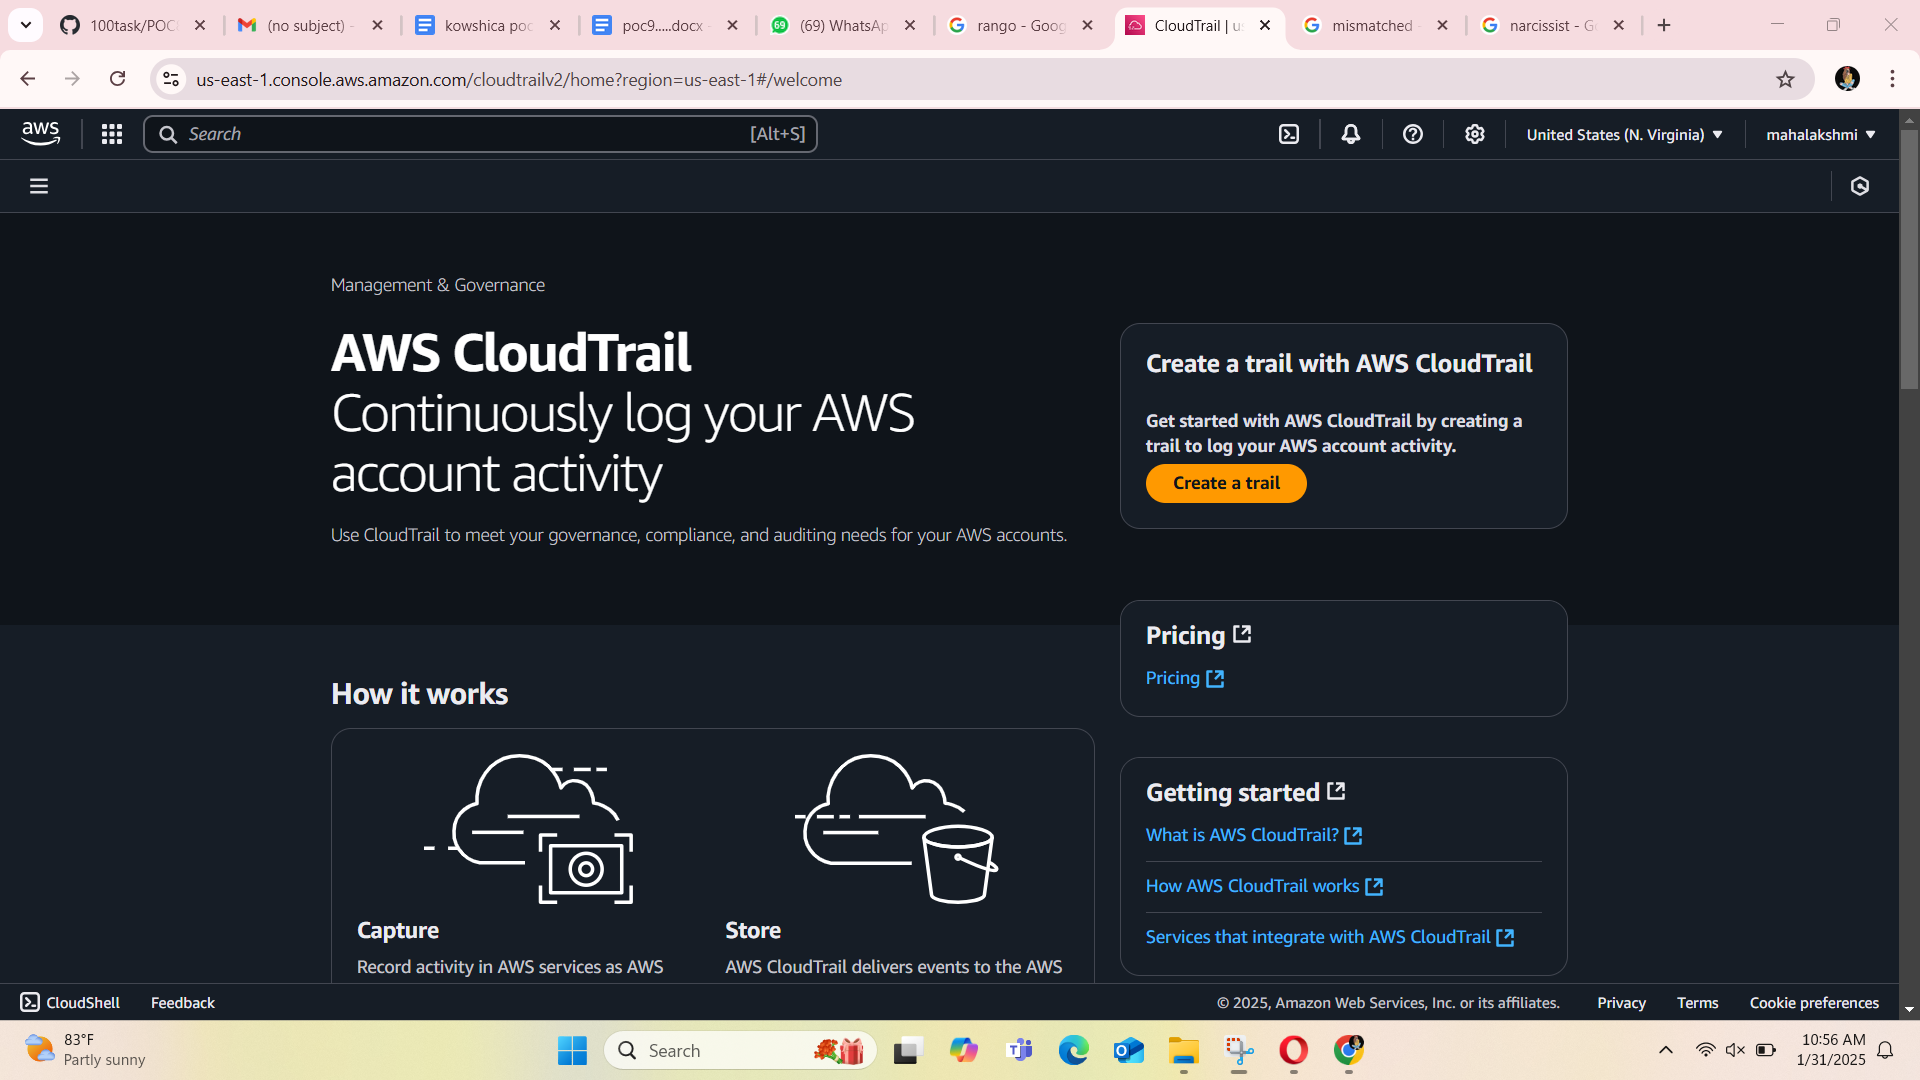 100task/POC
(no subject) -
kowshica poc
poc9.....docx -
69
(69) WhatsAp
rango - Goog
CloudTrail | us
mismatched -
narcissist - G
us-east-1.console.aws.amazon.com/cloudtrailv2/home?region=us-east-1#/welcome
aws
Search
[Alt+S]
United States (N. Virginia)
mahalakshmi
Management & Governance
AWS CloudTrail
Continuously log your AWS
account activity
Use CloudTrail to meet your governance, compliance, and auditing needs for your AWS accounts.
Create a trail with AWS CloudTrail
Get started with AWS CloudTrail by creating a
trail to log your AWS account activity.
Create a trail
Pricing
Pricing
How it works
Capture
Record activity in AWS services as AWS
Store
AWS CloudTrail delivers events to the AWS
Getting started
What is AWS CloudTrail?
How AWS CloudTrail works
Services that integrate with AWS CloudTrail
CloudShell
Feedback
© 2025, Amazon Web Services, Inc. or its affiliates.
Privacy
Terms
Cookie preferences
83°F
Partly sunny
Search
10:56 AM
1/31/2025